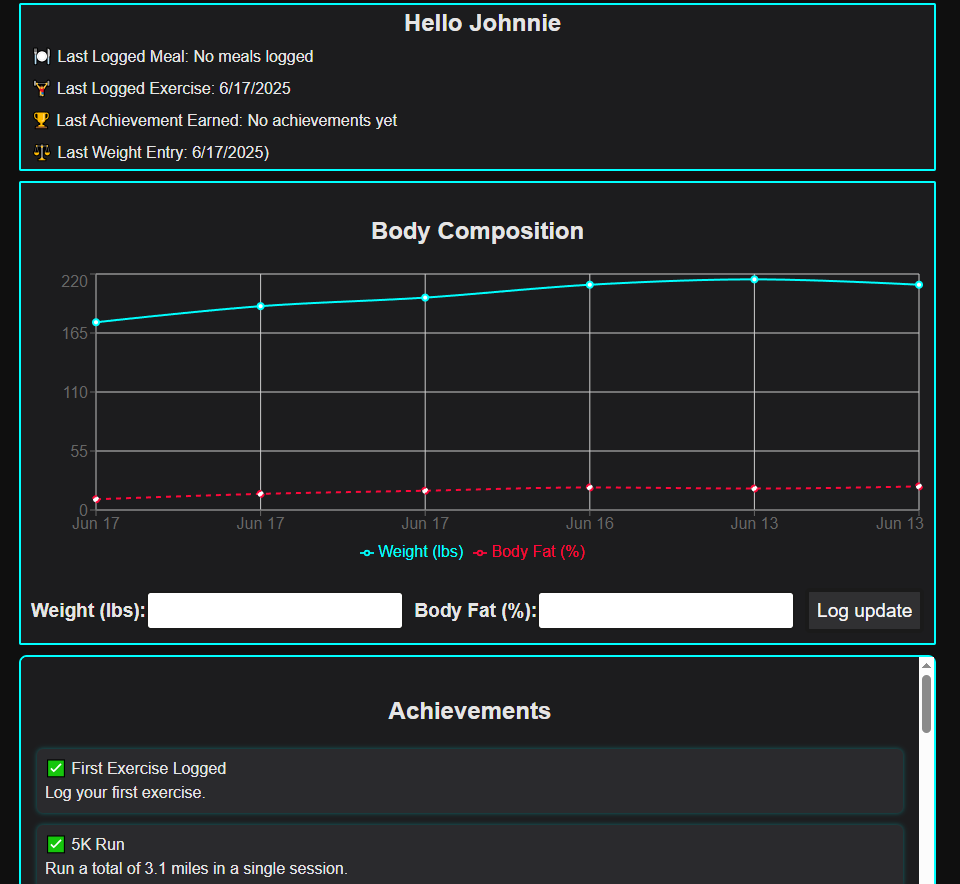 Hello Johnnie
🍽 Last Logged Meal: No meals logged
🏋 Last Logged Exercise: 6/17/2025
🏆 Last Achievement Earned: No achievements yet
⚖ Last Weight Entry: 6/17/2025)
Body Composition
220
165
110
55
0
Jun 17 Jun 17 Jun 17 Jun 16 Jun 13 Jun 13
Weight (lbs) Body Fat (%)
Weight (lbs): Body Fat (%): Log update
Achievements
✅ First Exercise Logged
Log your first exercise.
✅ 5K Run
Run a total of 3.1 miles in a single session.